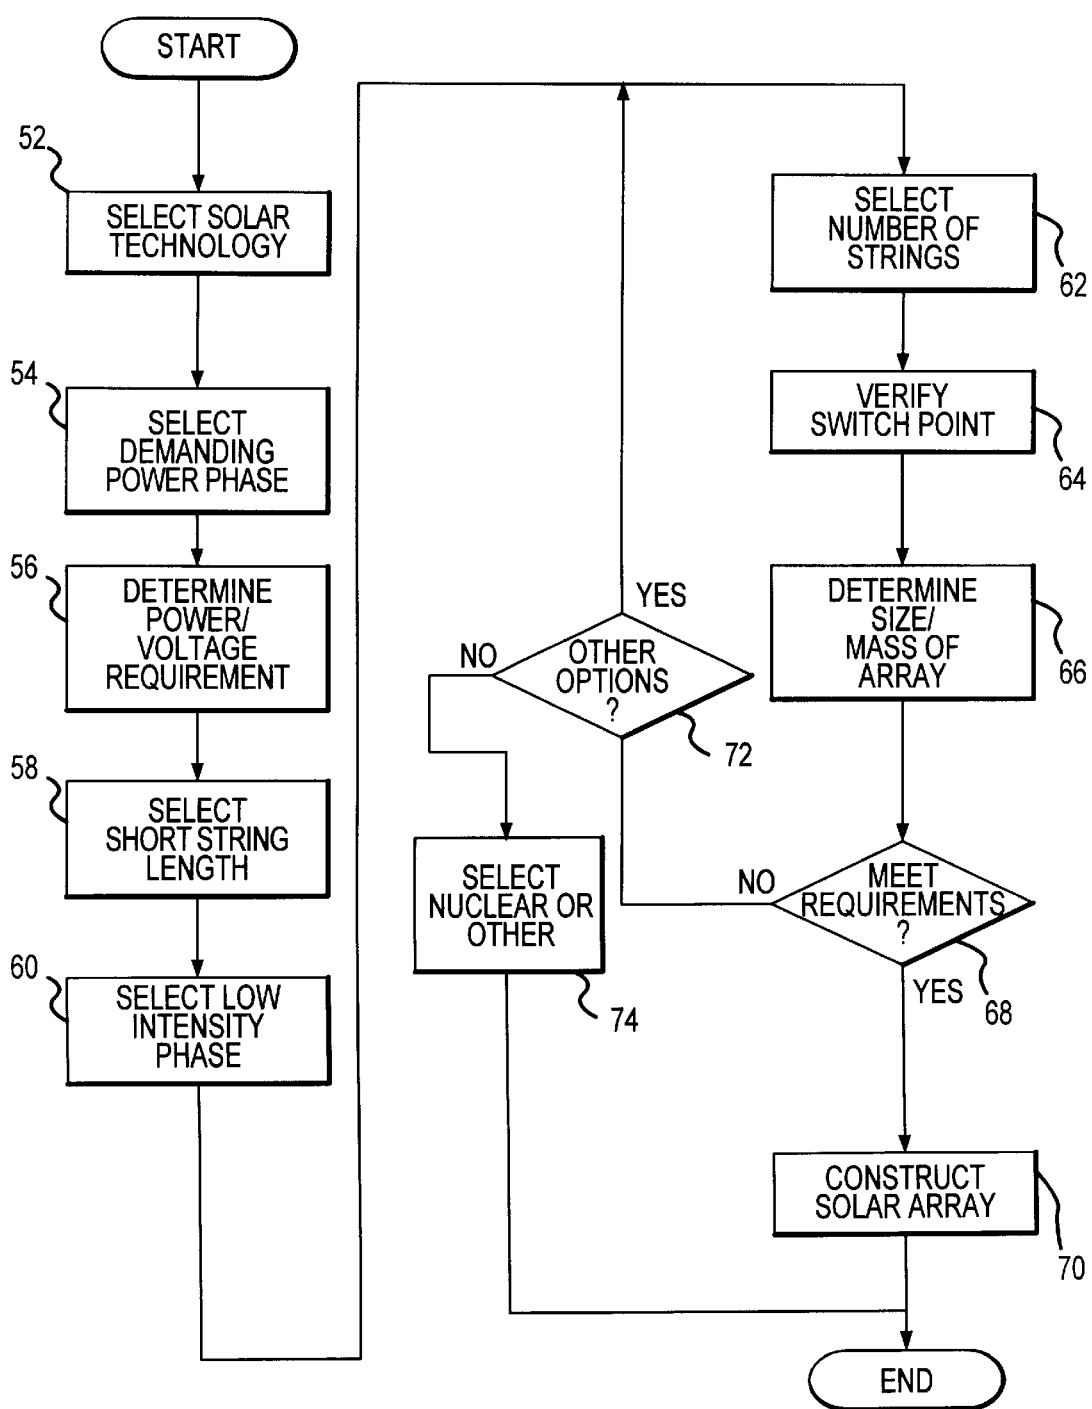 START
52
SELECT SOLAR
TECHNOLOGY
54
SELECT
DEMANDING
POWER PHASE
56
DETERMINE
POWER/
VOLTAGE
REQUIREMENT
58
SELECT
SHORT STRING
LENGTH
60
SELECT LOW
INTENSITY
PHASE
SELECT
NUMBER OF
STRINGS
62
VERIFY
SWITCH POINT
64
DETERMINE
SIZE/
MASS OF
ARRAY
66
YES
NO
OTHER
OPTIONS
?
72
SELECT
NUCLEAR OR
OTHER
74
NO
MEET
REQUIREMENTS
?
YES
68
CONSTRUCT
SOLAR ARRAY
70
END